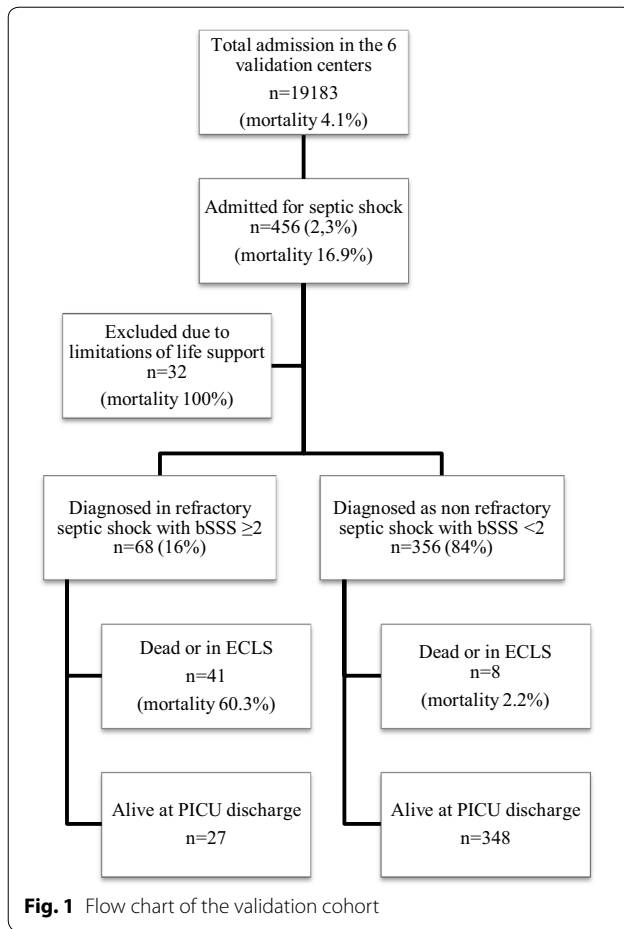 Total admission in the 6
validation centers
n=19183
(mortality 4.1%)
Admitted for septic shock
n=456 (2,3%)
(mortality 16.9%)
Excluded due to
limitations of life support
n=32
(mortality 100%)
Diagnosed in refractory
septic shock with bSSS ≥2
n=68 (16%)
Diagnosed as non refractory
septic shock with bSSS <2
n=356 (84%)
Dead or in ECLS
n=41
(mortality 60.3%)
Dead or in ECLS
n=8
(mortality 2.2%)
Alive at PICU discharge
n=27
Alive at PICU discharge
n=348
Fig. 1 Flow chart of the validation cohort